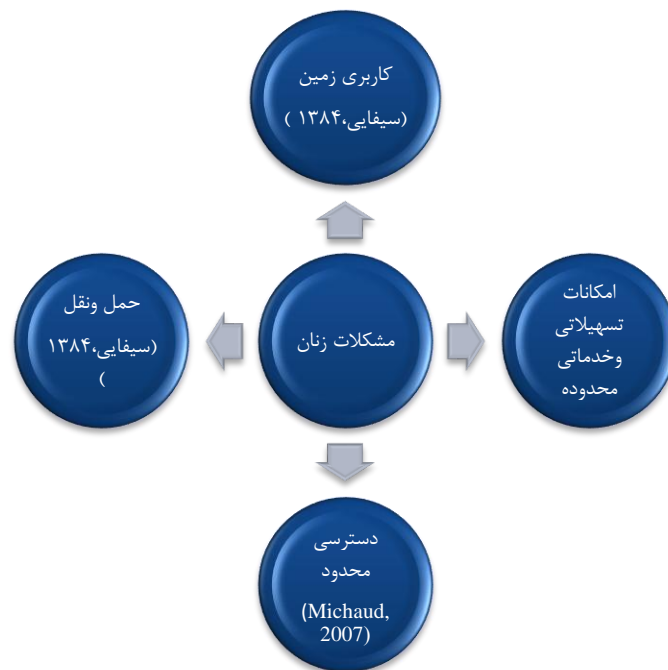 کاربری زمین
(سیفایی،۱۳۸۴ )
امکانات
تسهیلاتی
وخدماتی
محدوده
مشکلات زنان
حمل ونقل
(سیفایی،۱۳۸۴
)
دسترسی
محدود
(Michaud,
2007)